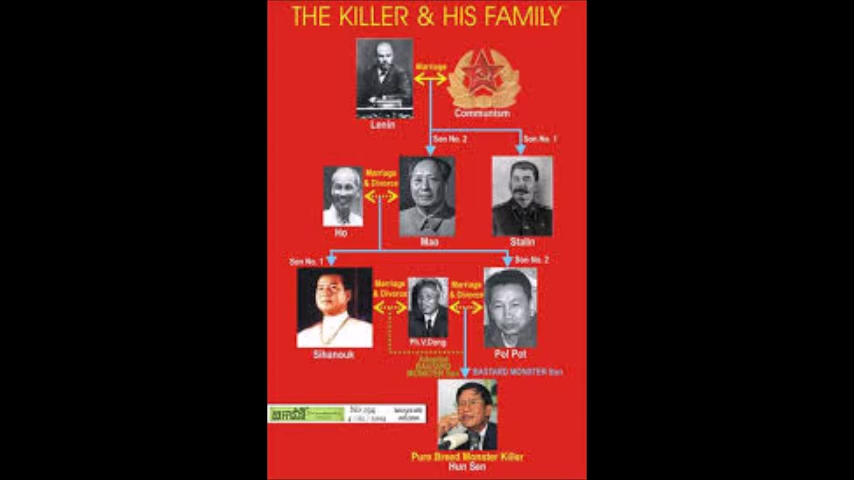 THE KILLER & HIS FAMILY
Marriage
Communism
Lenin
Son No. 2
Son No. 1
Marriage
& Divorce
Ho
Mao
Stalin
Son No. 1
Son No. 2
Marriage
& Divorce
Marriage
& Divorce
Ph.V.Dong
Sihanouk
Pol Pot
Adopted
BASTARD
MONSTER Son
BASTARD MONSTER Son
No 294
Pure Breed Monster Killer
Hun Sen